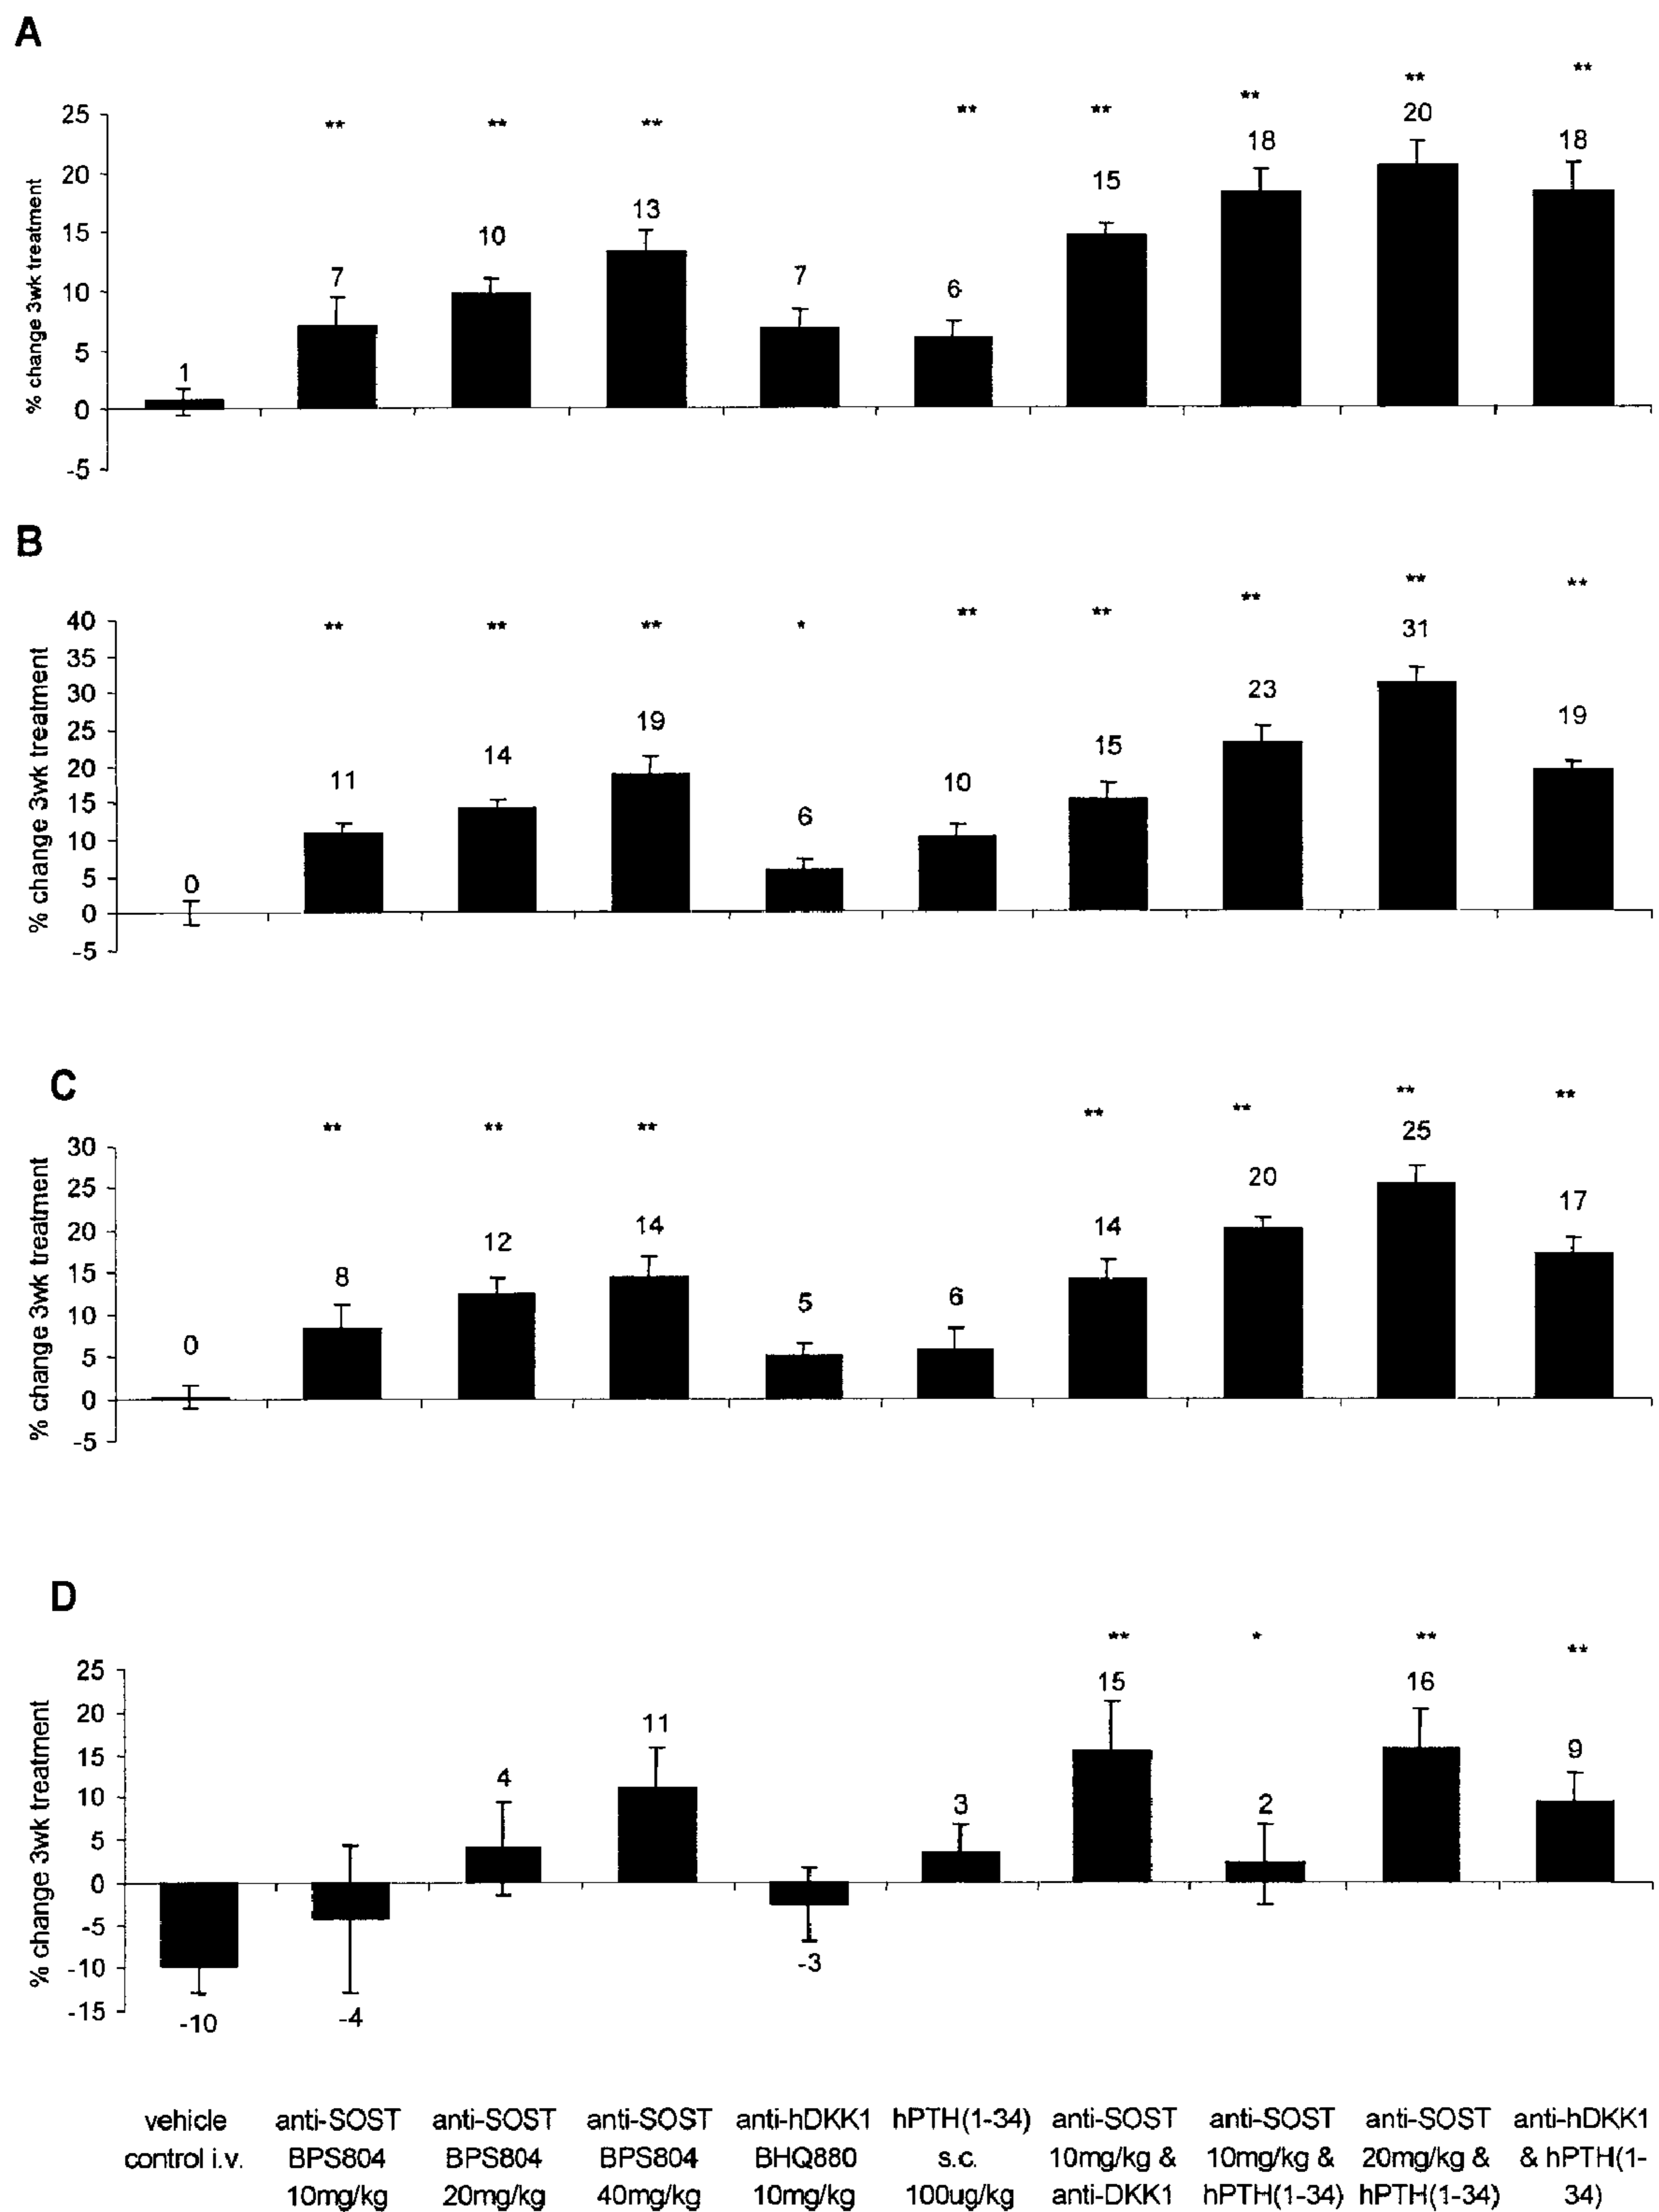 A
** ** ** ** ** ** ** **
25 20 15 10 5 0 -5
% change 3wk treatment
1 7 10 13 7 6 15 18 20 18
B
** ** ** * ** ** ** ** **
40 35 30 25 20 15 10 5 0 -5
% change 3wk treatment
0 11 14 19 6 10 15 23 31 19
C
** ** ** ** ** ** **
30 25 20 15 10 5 0 -5
% change 3wk treatment
0 8 12 14 5 6 14 20 25 17
D
** * ** **
25 20 15 10 5 0 -5 -10 -15
% change 3wk treatment
-10 -4 4 11 -3 3 15 2 16 9
vehicle
control i.v.
anti-SOST
BPS804
10mg/kg
anti-SOST
BPS804
20mg/kg
anti-SOST
BPS804
40mg/kg
anti-hDKK1
BHQ880
10mg/kg
hPTH(1-34)
s.c.
100ug/kg
anti-SOST
10mg/kg &
anti-DKK1
anti-SOST
10mg/kg &
hPTH(1-34)
anti-SOST
20mg/kg &
hPTH(1-34)
anti-hDKK1
& hPTH(1-
34)